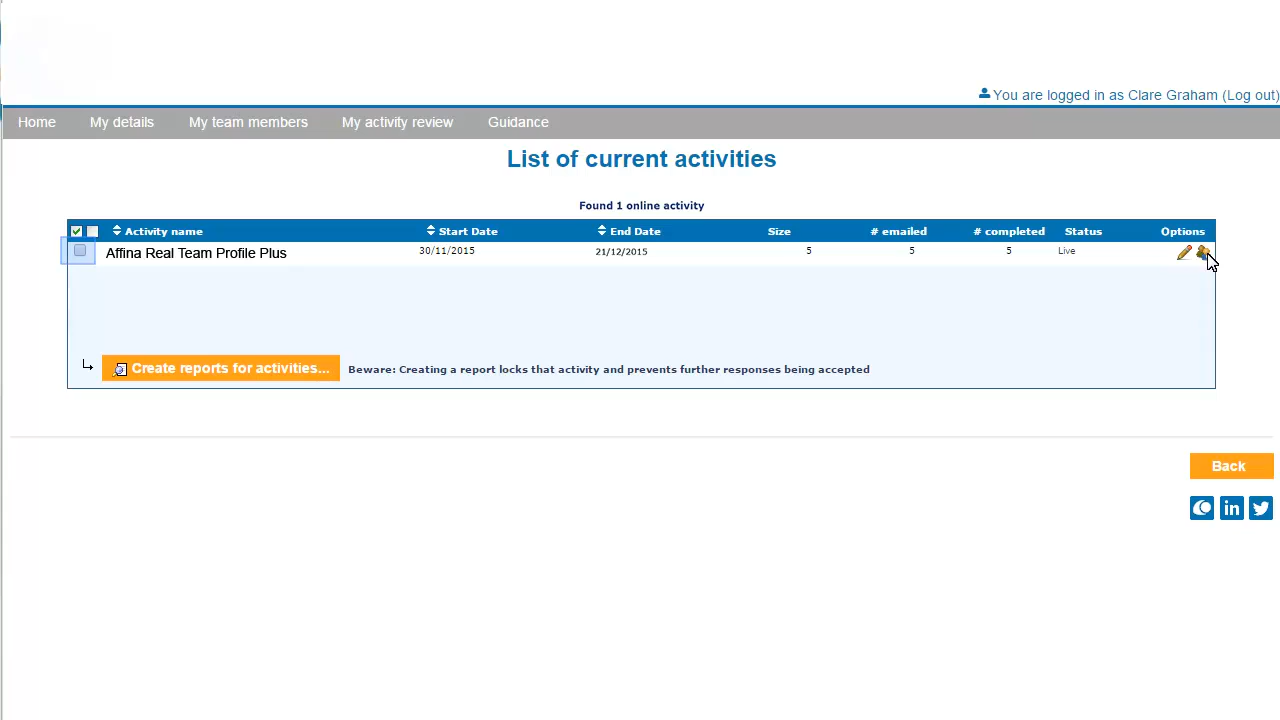 You are logged in as Clare Graham (Log out)
Home My details My team members My activity review Guidance
List of current activities
Found 1 online activity
Activity name Start Date End Date Size # emailed # completed Status Options
Affina Real Team Profile Plus 30/11/2015 21/12/2015 5 5 5 Live
Create reports for activities... Beware: Creating a report locks that activity and prevents further responses being accepted
Back
in